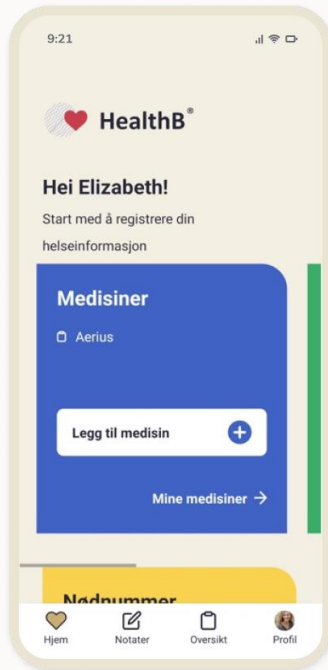 9:21
HealthB®
Hei Elizabeth!
Start med å registrere din
helseinformasjon
Medisiner
Aerius
Legg til medisin
Mine medisiner
Nødnummer
Hjem
Notater
Oversikt
Profil